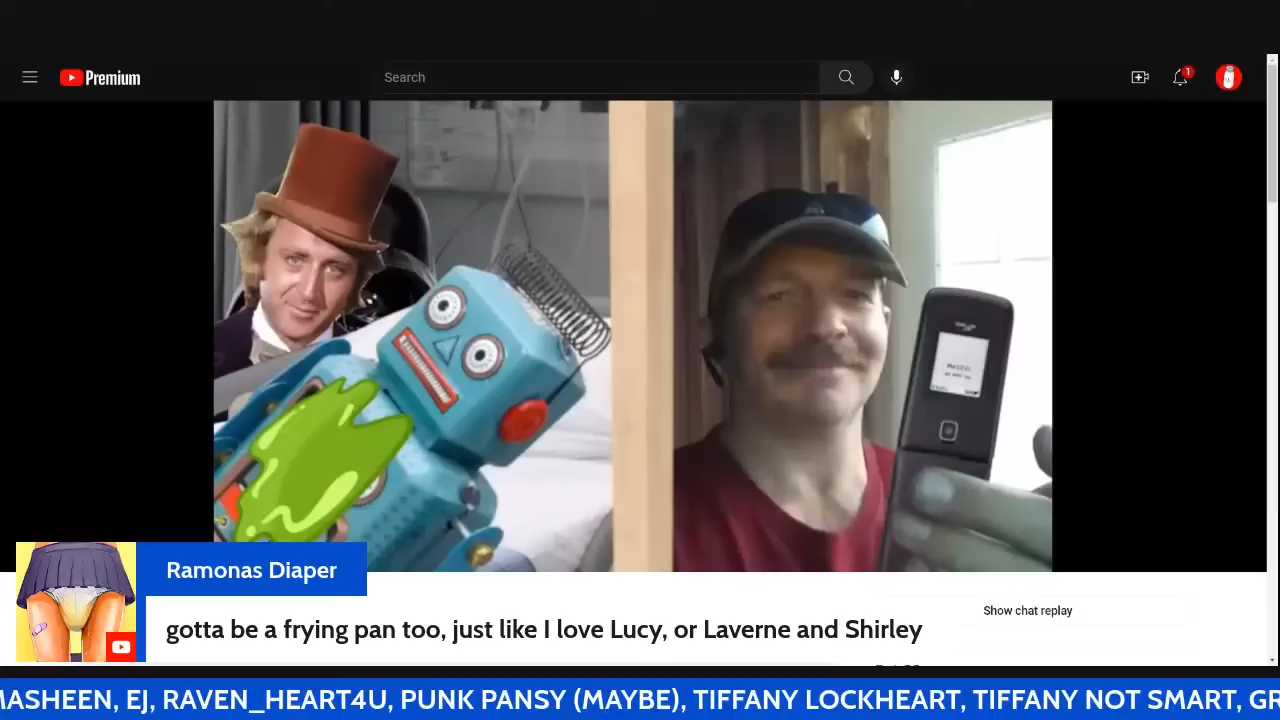 Premium
Search
1
Ramonas Diaper
gotta be a frying pan too, just like I love Lucy, or Laverne and Shirley
Show chat replay
MASHEEN, EJ, RAVEN_HEART4U, PUNK PANSY (MAYBE), TIFFANY LOCKHEART, TIFFANY NOT SMART, GR